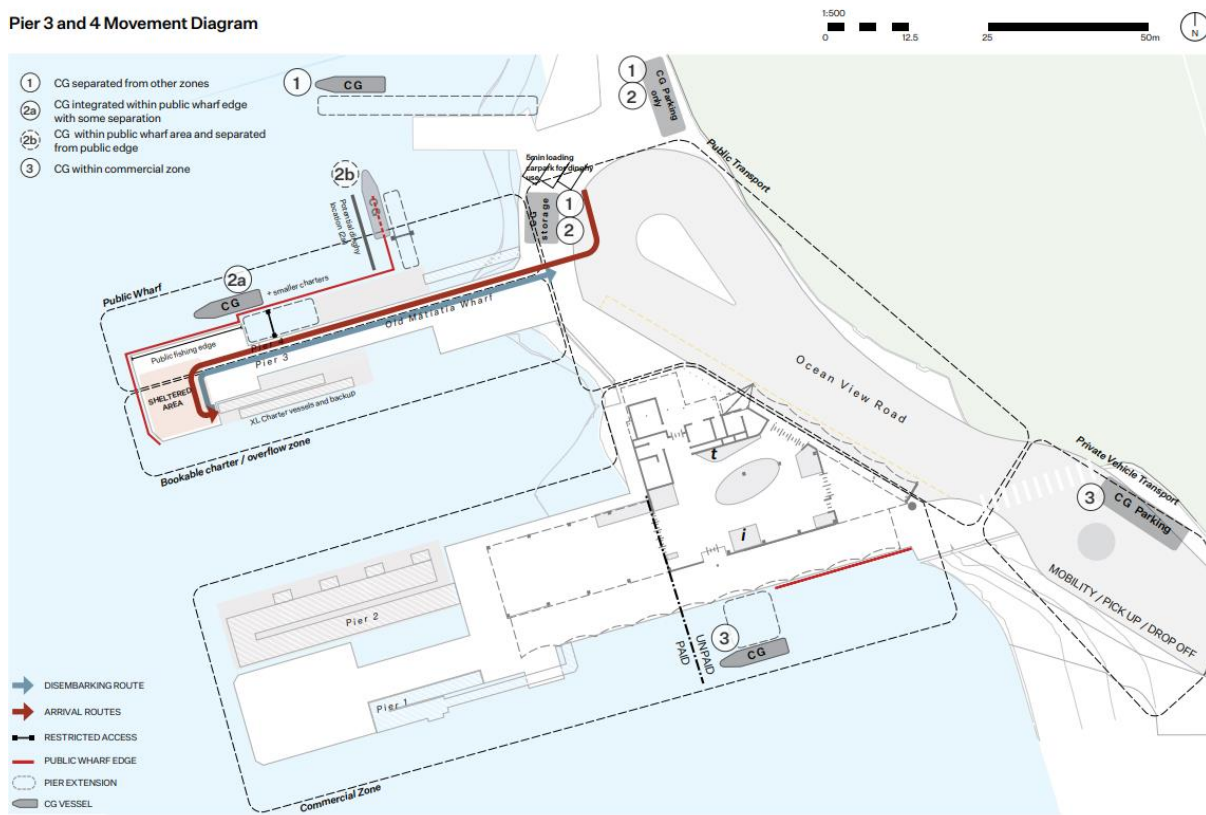 Pier 3 and 4 Movement Diagram
1:500
0
12.5
25
50m
N
1
CG separated from other zones
2a
CG integrated within public wharf edge
with some separation
2b
CG within public wharf area and separated
from public edge
3
CG within commercial zone
1
CG
1
2
CG Parking
only
Public Transport
5min loading
carpark for dinghy
use
2b
CG
Potential dinghy
location (2a)
CG
storage
1
2
Public Wharf
2a
CG
+ smaller charters
Old Matiatia Wharf
Public fishing edge
Pier 4
Pier 3
SHELTERED
AREA
XL Charter vessels and backup
Bookable charter / overflow zone
Ocean View Road
Private Vehicle Transport
3
CG Parking
MOBILITY / PICK UP / DROP OFF
t
i
Pier 2
Pier 1
PAID
UNPAID
3
CG
Commercial Zone
DISEMBARKING ROUTE
ARRIVAL ROUTES
RESTRICTED ACCESS
PUBLIC WHARF EDGE
PIER EXTENSION
CG VESSEL